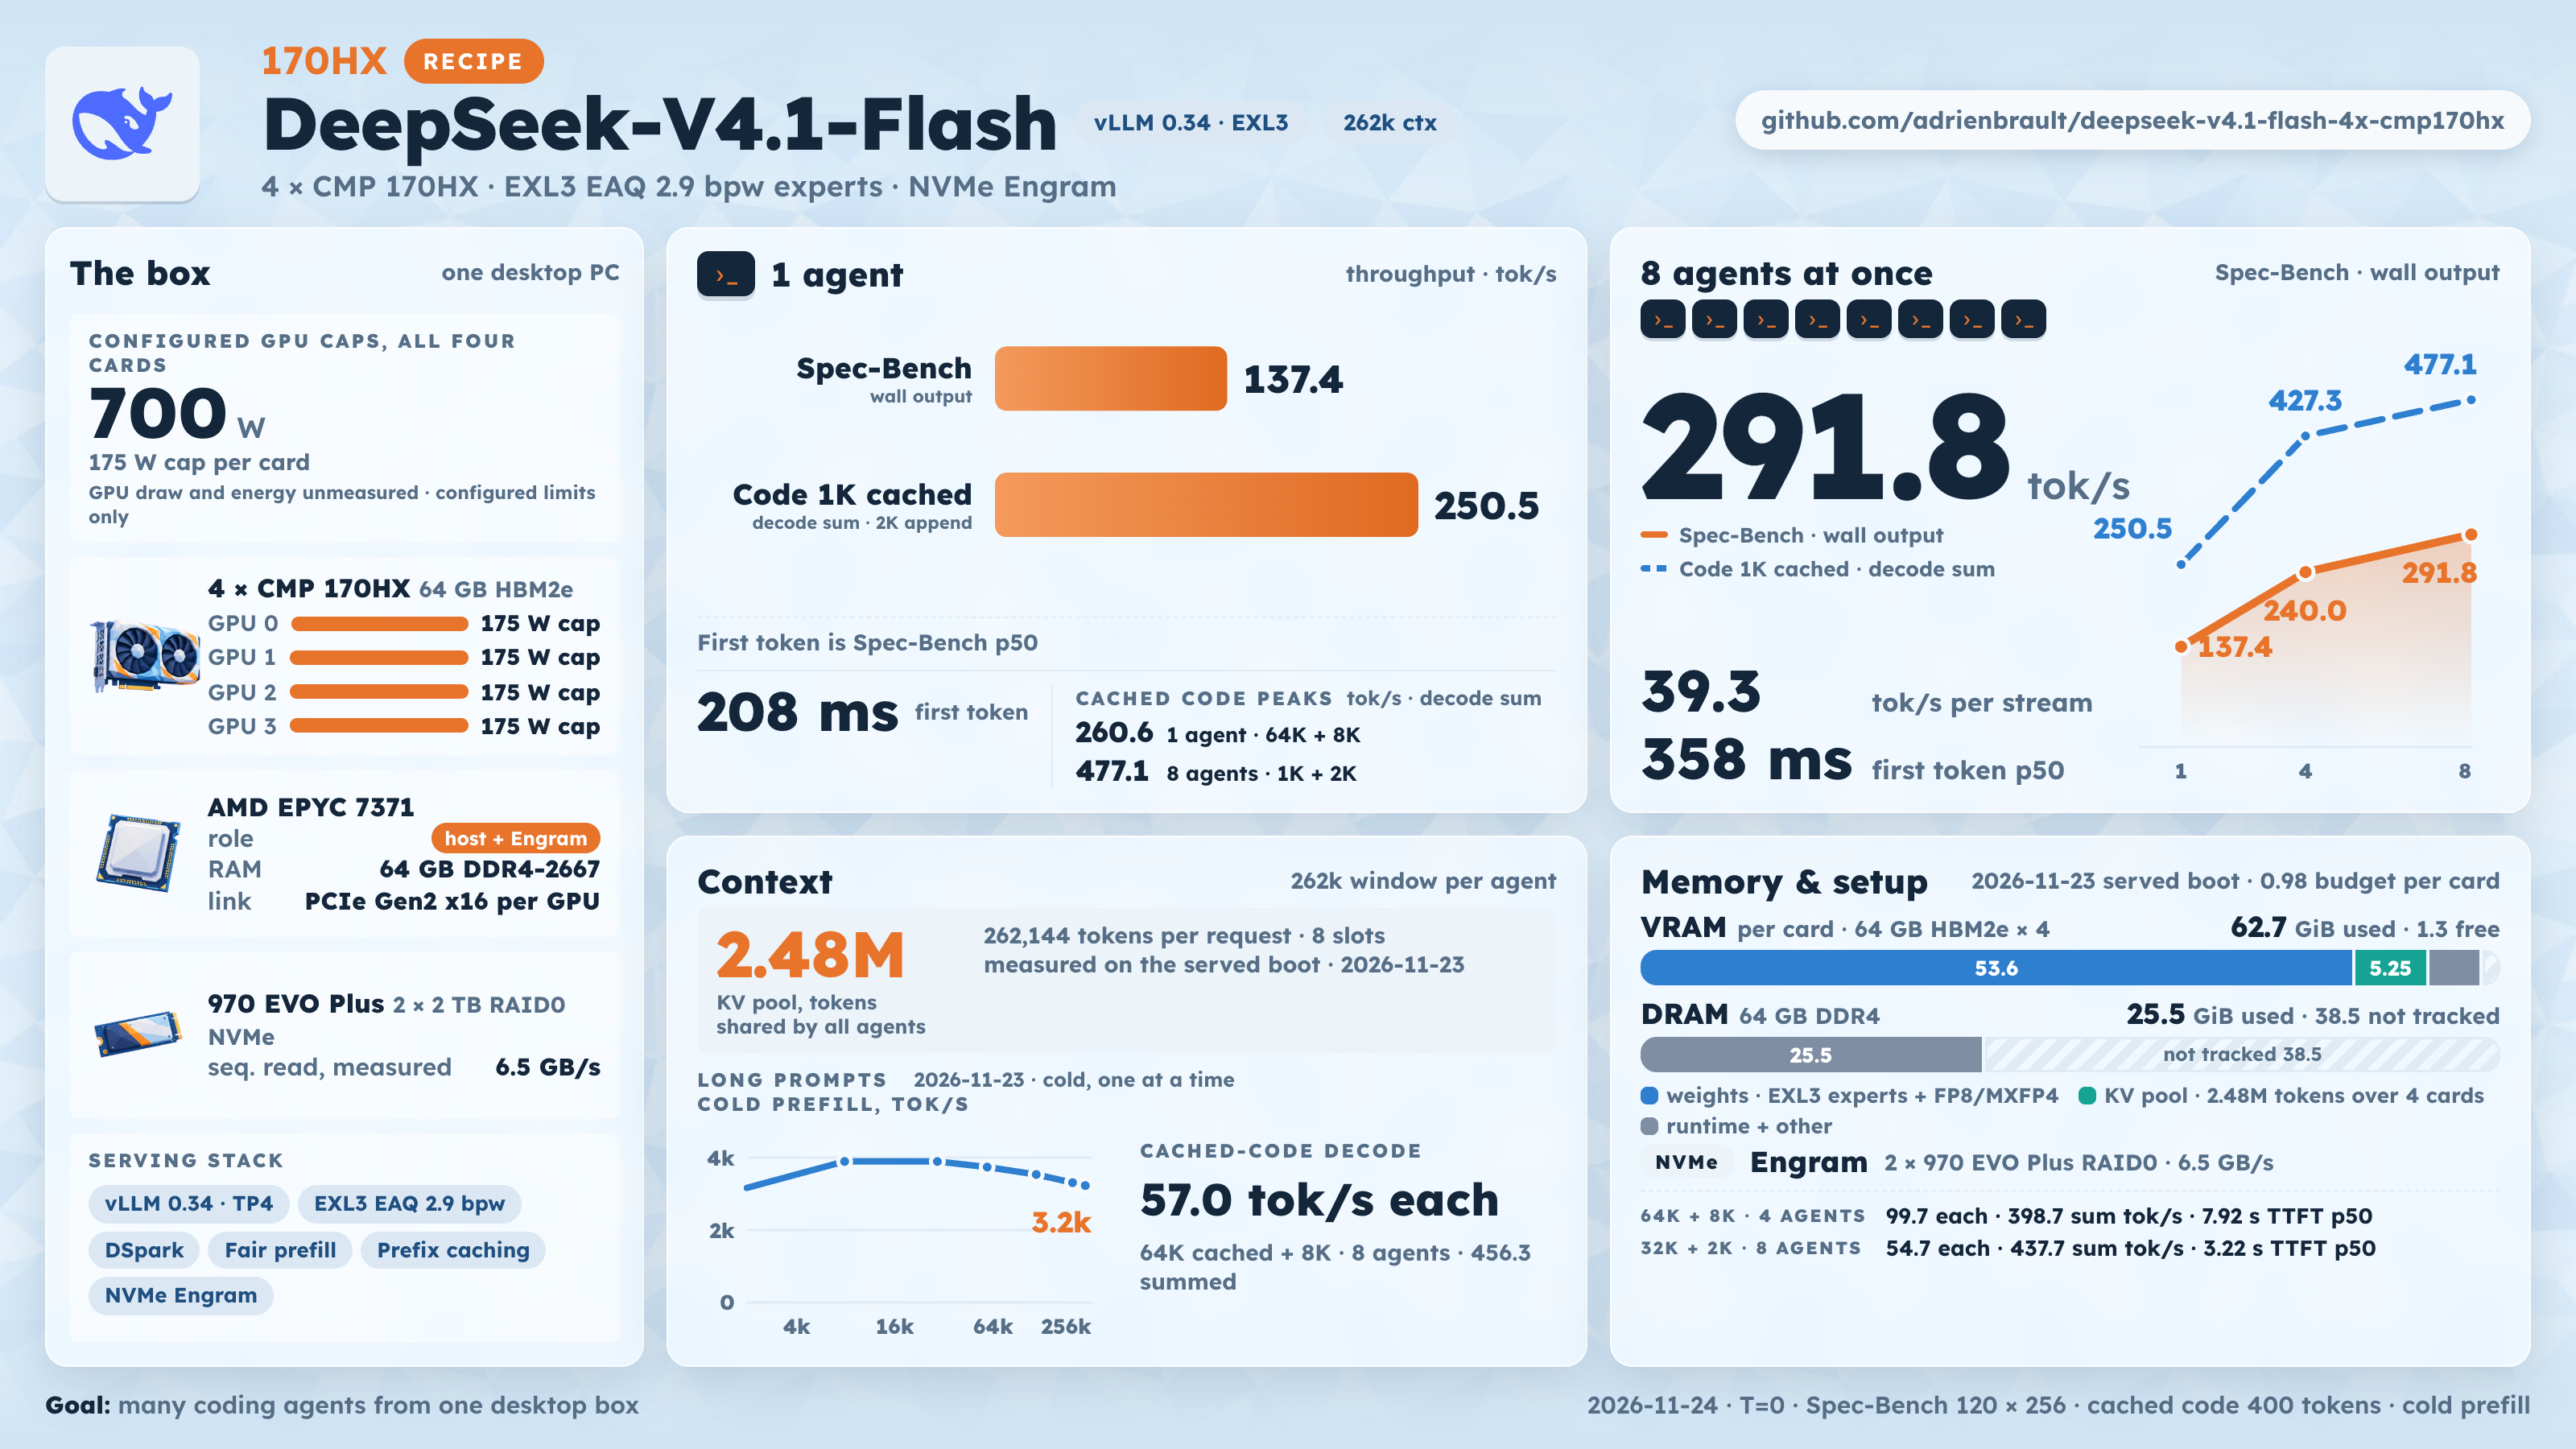 170HX RECIPE
DeepSeek-V4.1-Flash vLLM 0.34 · EXL3 262k ctx
4 × CMP 170HX · EXL3 EAQ 2.9 bpw experts · NVMe Engram
github.com/adrienbrault/deepseek-v4.1-flash-4x-cmp170hx
The box one desktop PC
CONFIGURED GPU CAPS, ALL FOUR
CARDS
700 W
175 W cap per card
GPU draw and energy unmeasured · configured limits
only
4 × CMP 170HX 64 GB HBM2e
GPU 0 175 W cap
GPU 1 175 W cap
GPU 2 175 W cap
GPU 3 175 W cap
AMD EPYC 7371
role host + Engram
RAM 64 GB DDR4-2667
link PCIe Gen2 x16 per GPU
970 EVO Plus 2 × 2 TB RAID0
NVMe
seq. read, measured 6.5 GB/s
SERVING STACK
vLLM 0.34 · TP4 EXL3 EAQ 2.9 bpw
DSpark Fair prefill Prefix caching
NVMe Engram
›_ 1 agent throughput · tok/s
Spec-Bench 137.4
wall output
Code 1K cached 250.5
decode sum · 2K append
First token is Spec-Bench p50
208 ms first token
CACHED CODE PEAKS tok/s · decode sum
260.6 1 agent · 64K + 8K
477.1 8 agents · 1K + 2K
8 agents at once Spec-Bench · wall output
›_ ›_ ›_ ›_ ›_ ›_ ›_ ›_
291.8 tok/s
Spec-Bench · wall output
Code 1K cached · decode sum
39.3 tok/s per stream
358 ms first token p50
477.1
427.3
250.5
291.8
240.0
137.4
1 4 8
Context 262k window per agent
2.48M
KV pool, tokens
shared by all agents
262,144 tokens per request · 8 slots
measured on the served boot · 2026-11-23
LONG PROMPTS 2026-11-23 · cold, one at a time
COLD PREFILL, TOK/S
4k
2k
0
3.2k
4k 16k 64k 256k
CACHED-CODE DECODE
57.0 tok/s each
64K cached + 8K · 8 agents · 456.3
summed
Memory & setup 2026-11-23 served boot · 0.98 budget per card
VRAM per card · 64 GB HBM2e × 4 62.7 GiB used · 1.3 free
53.6 5.25
DRAM 64 GB DDR4 25.5 GiB used · 38.5 not tracked
25.5 not tracked 38.5
weights · EXL3 experts + FP8/MXFP4 KV pool · 2.48M tokens over 4 cards
runtime + other
NVMe Engram 2 × 970 EVO Plus RAID0 · 6.5 GB/s
64K + 8K · 4 AGENTS 99.7 each · 398.7 sum tok/s · 7.92 s TTFT p50
32K + 2K · 8 AGENTS 54.7 each · 437.7 sum tok/s · 3.22 s TTFT p50
Goal: many coding agents from one desktop box
2026-11-24 · T=0 · Spec-Bench 120 × 256 · cached code 400 tokens · cold prefill